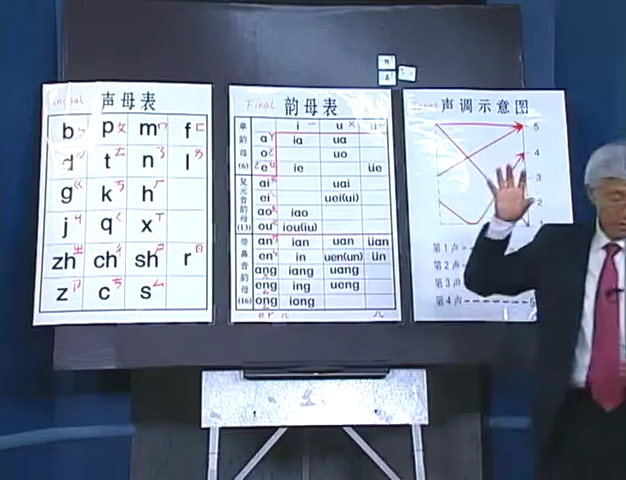 Initial 声母表
b ㄅ p ㄆ m ㄇ f ㄈ
d t ㄊ n ㄋ l ㄌ
g ㄍ k ㄎ h ㄏ
j ㄐ q ㄑ x ㄒ
zh ㄓ ch ㄔ sh ㄕ r ㄖ
z ㄗ c ㄘ s ㄙ
Final 韵母表
单韵母(6)
i u ü
a ia ua
o uo
e ie üe
复元音韵母(13)
ai uai
ei uei(ui)
ao iao
ou iou(iu)
带鼻音韵母(16)
an ian uan üan
en in uen(un) ün
ang iang uang
eng ing ueng
ong iong
er ㄦ ㄦ
声调示意图
5
4
3
2
1
第1声
第2声
第3声
第4声